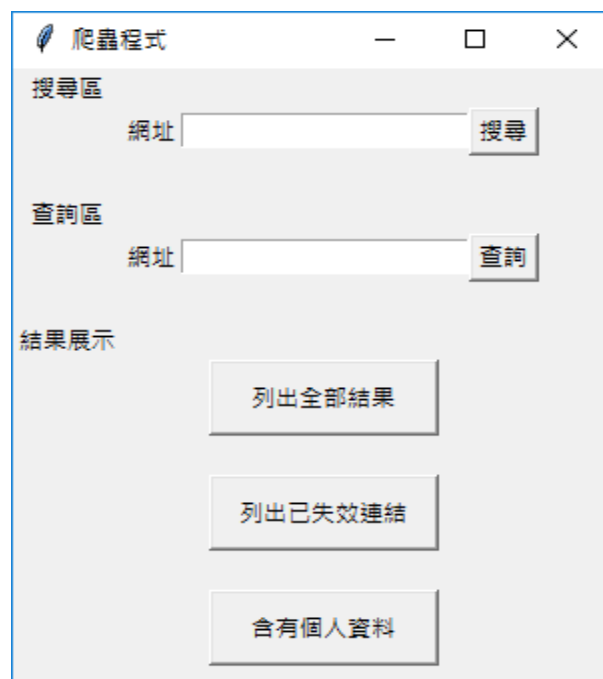 爬蟲程式
搜尋區
網址 搜尋
查詢區
網址 查詢
結果展示
列出全部結果
列出已失效連結
含有個人資料